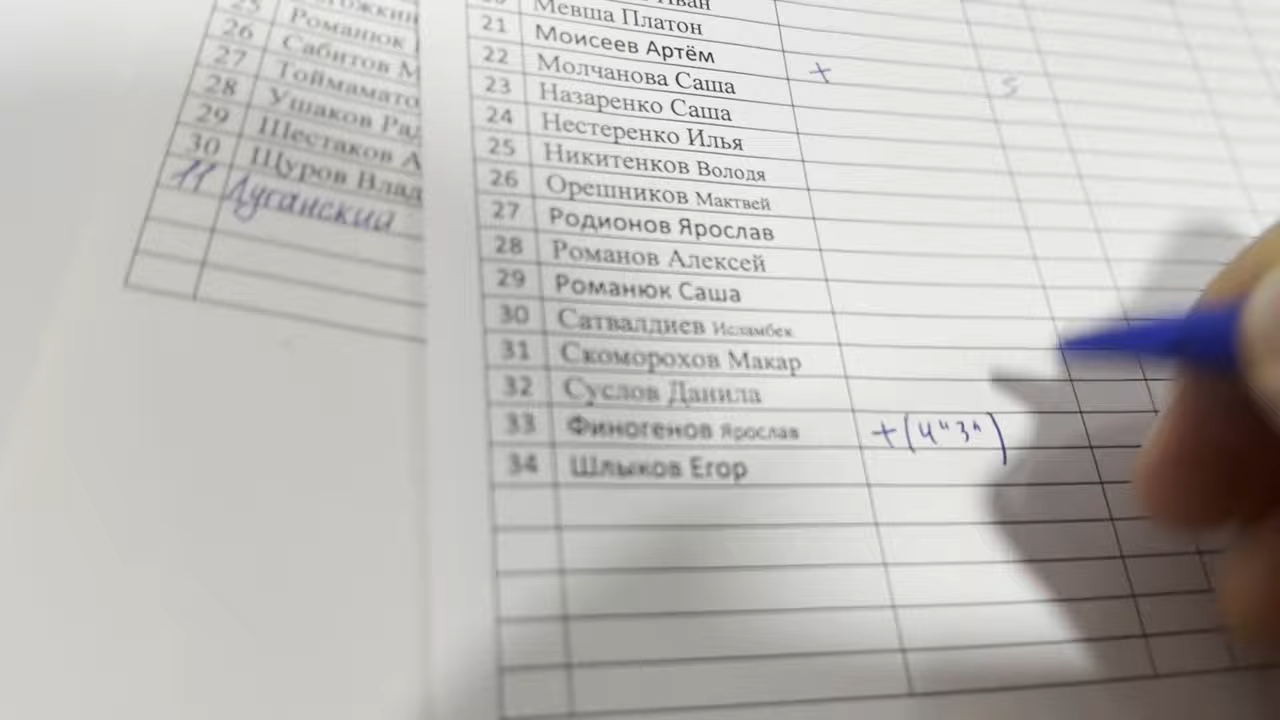 26 Романюк
27 Сабитов М
28 Тоймамато
29 Ушаков Рад
30 Шестаков А
Щуров Влад
11 Луганский
Иван
Мевша Платон
21 Моисеев Артём
22 Молчанова Саша +
23 Назаренко Саша
24 Нестеренко Илья
25 Никитенков Володя
26 Орешников Мактвей
27 Родионов Ярослав
28 Романов Алексей
29 Романюк Саша
30 Сатвалдиев Исламбек
31 Скоморохов Макар
32 Суслов Данила
33 Финогенов Ярослав +(4"з")
34 Шлыков Егор